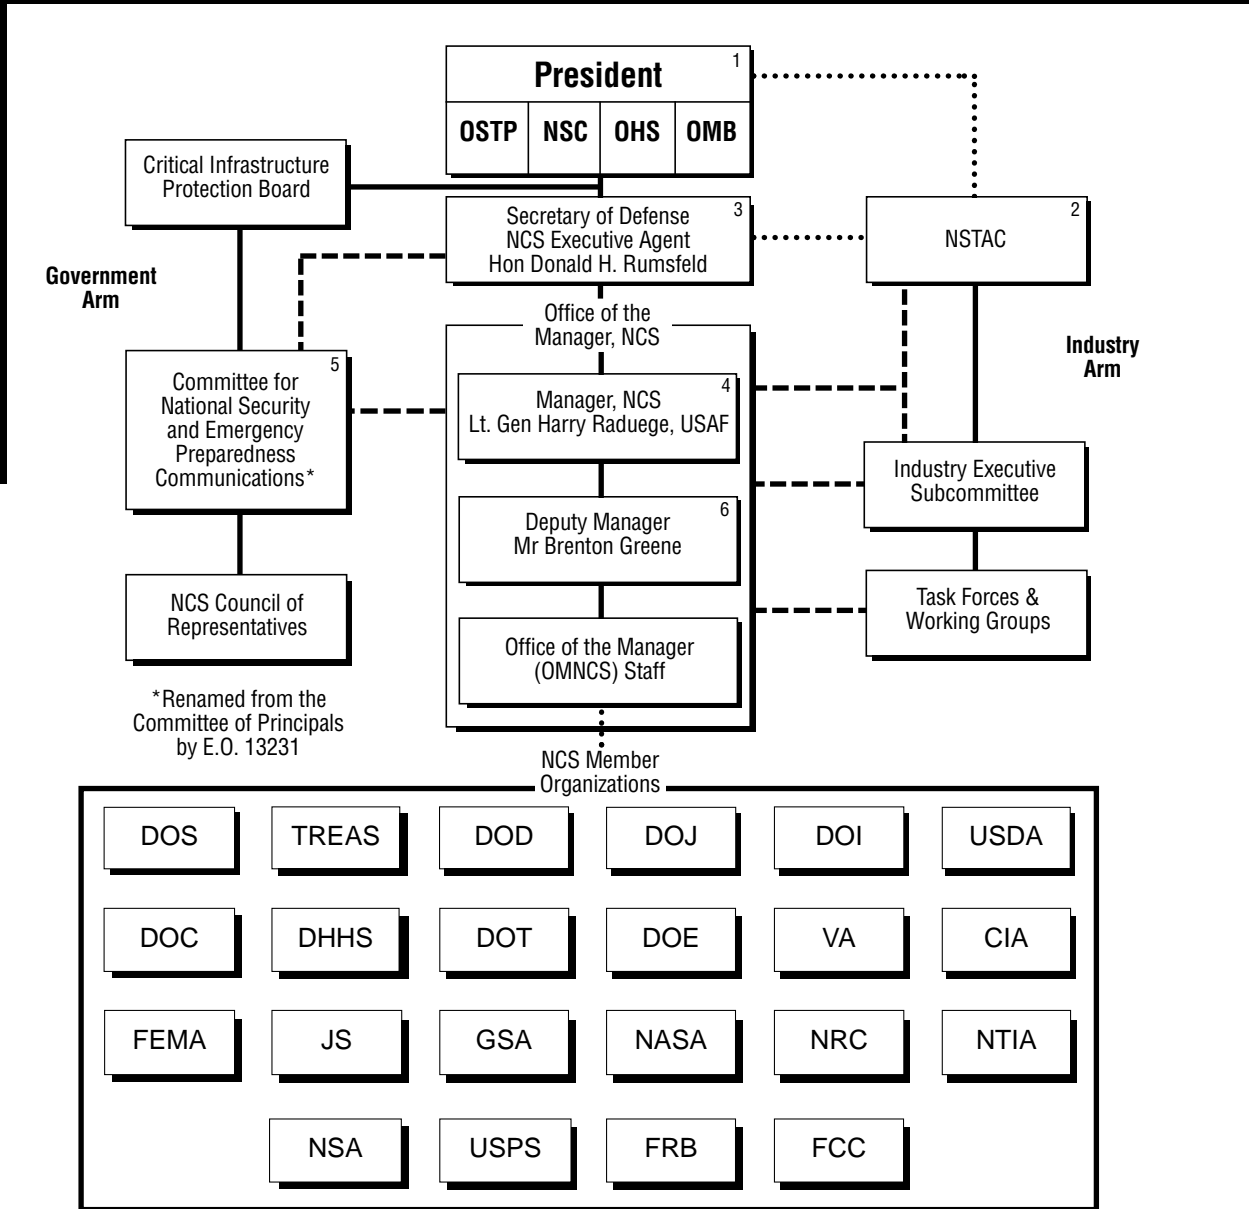 President 1
OSTP NSC OHS OMB
Critical Infrastructure
Protection Board
Secretary of Defense 3
NCS Executive Agent
Hon Donald H. Rumsfeld
2
NSTAC
Government
Arm
Office of the
Manager, NCS
Industry
Arm
5
Committee for
National Security
and Emergency
Preparedness
Communications*
4
Manager, NCS
Lt. Gen Harry Raduege, USAF
Industry Executive
Subcommittee
6
Deputy Manager
Mr Brenton Greene
NCS Council of
Representatives
Task Forces &
Working Groups
Office of the Manager
(OMNCS) Staff
*Renamed from the
Committee of Principals
by E.O. 13231
NCS Member
Organizations
DOS TREAS DOD DOJ DOI USDA
DOC DHHS DOT DOE VA CIA
FEMA JS GSA NASA NRC NTIA
NSA USPS FRB FCC